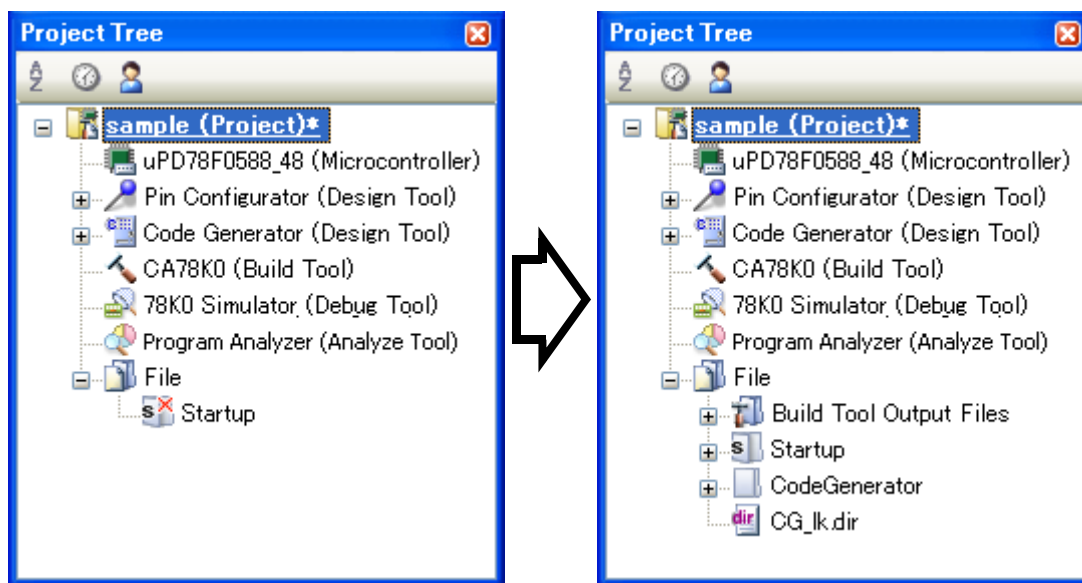 Project Tree
sample (Project)*
uPD78F0588_48 (Microcontroller)
Pin Configurator (Design Tool)
Code Generator (Design Tool)
CA78K0 (Build Tool)
78K0 Simulator (Debug Tool)
Program Analyzer (Analyze Tool)
File
Startup
Project Tree
sample (Project)*
uPD78F0588_48 (Microcontroller)
Pin Configurator (Design Tool)
Code Generator (Design Tool)
CA78K0 (Build Tool)
78K0 Simulator (Debug Tool)
Program Analyzer (Analyze Tool)
File
Build Tool Output Files
Startup
CodeGenerator
CG_lk.dir